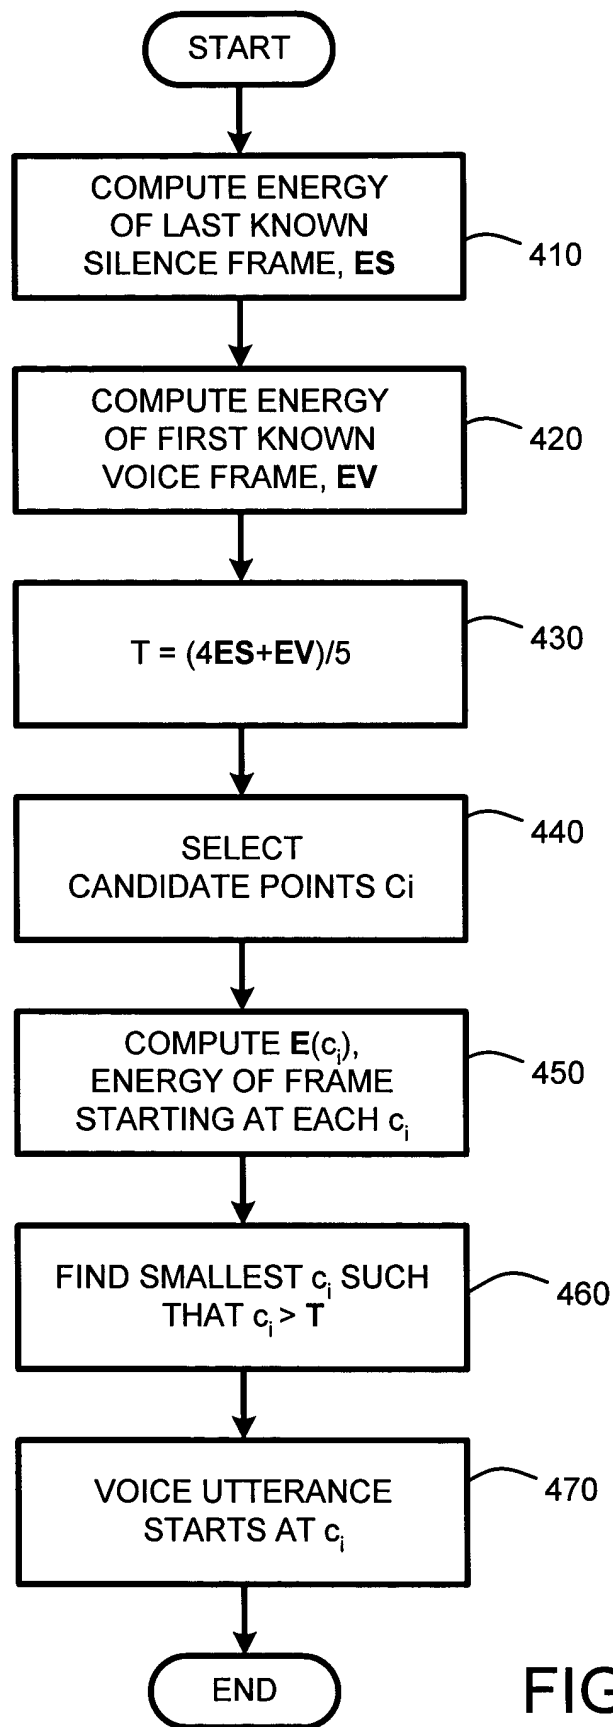 START
COMPUTE ENERGY
OF LAST KNOWN
SILENCE FRAME, ES
410
COMPUTE ENERGY
OF FIRST KNOWN
VOICE FRAME, EV
420
T = (4ES+EV)/5
430
SELECT
CANDIDATE POINTS Ci
440
COMPUTE E(cᵢ),
ENERGY OF FRAME
STARTING AT EACH cᵢ
450
FIND SMALLEST cᵢ SUCH
THAT cᵢ > T
460
VOICE UTTERANCE
STARTS AT cᵢ
470
END
FIG